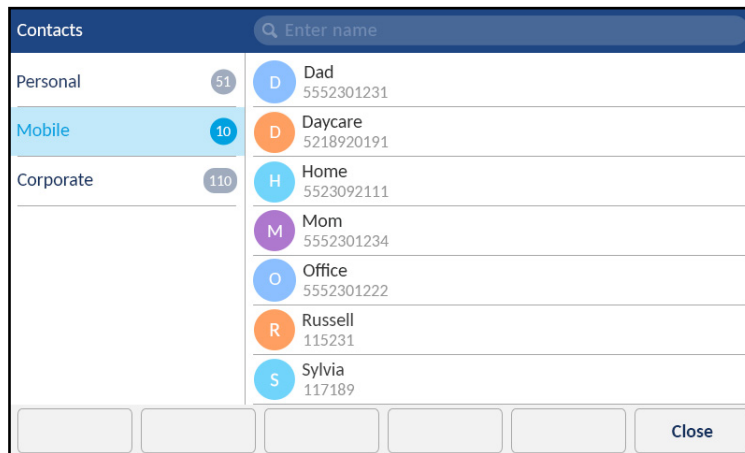 Contacts
Enter name
Personal 51
Mobile 10
Corporate 110
D Dad
5552301231
D Daycare
5218920191
H Home
5523092111
M Mom
5552301234
O Office
5552301222
R Russell
115231
S Sylvia
117189
Close